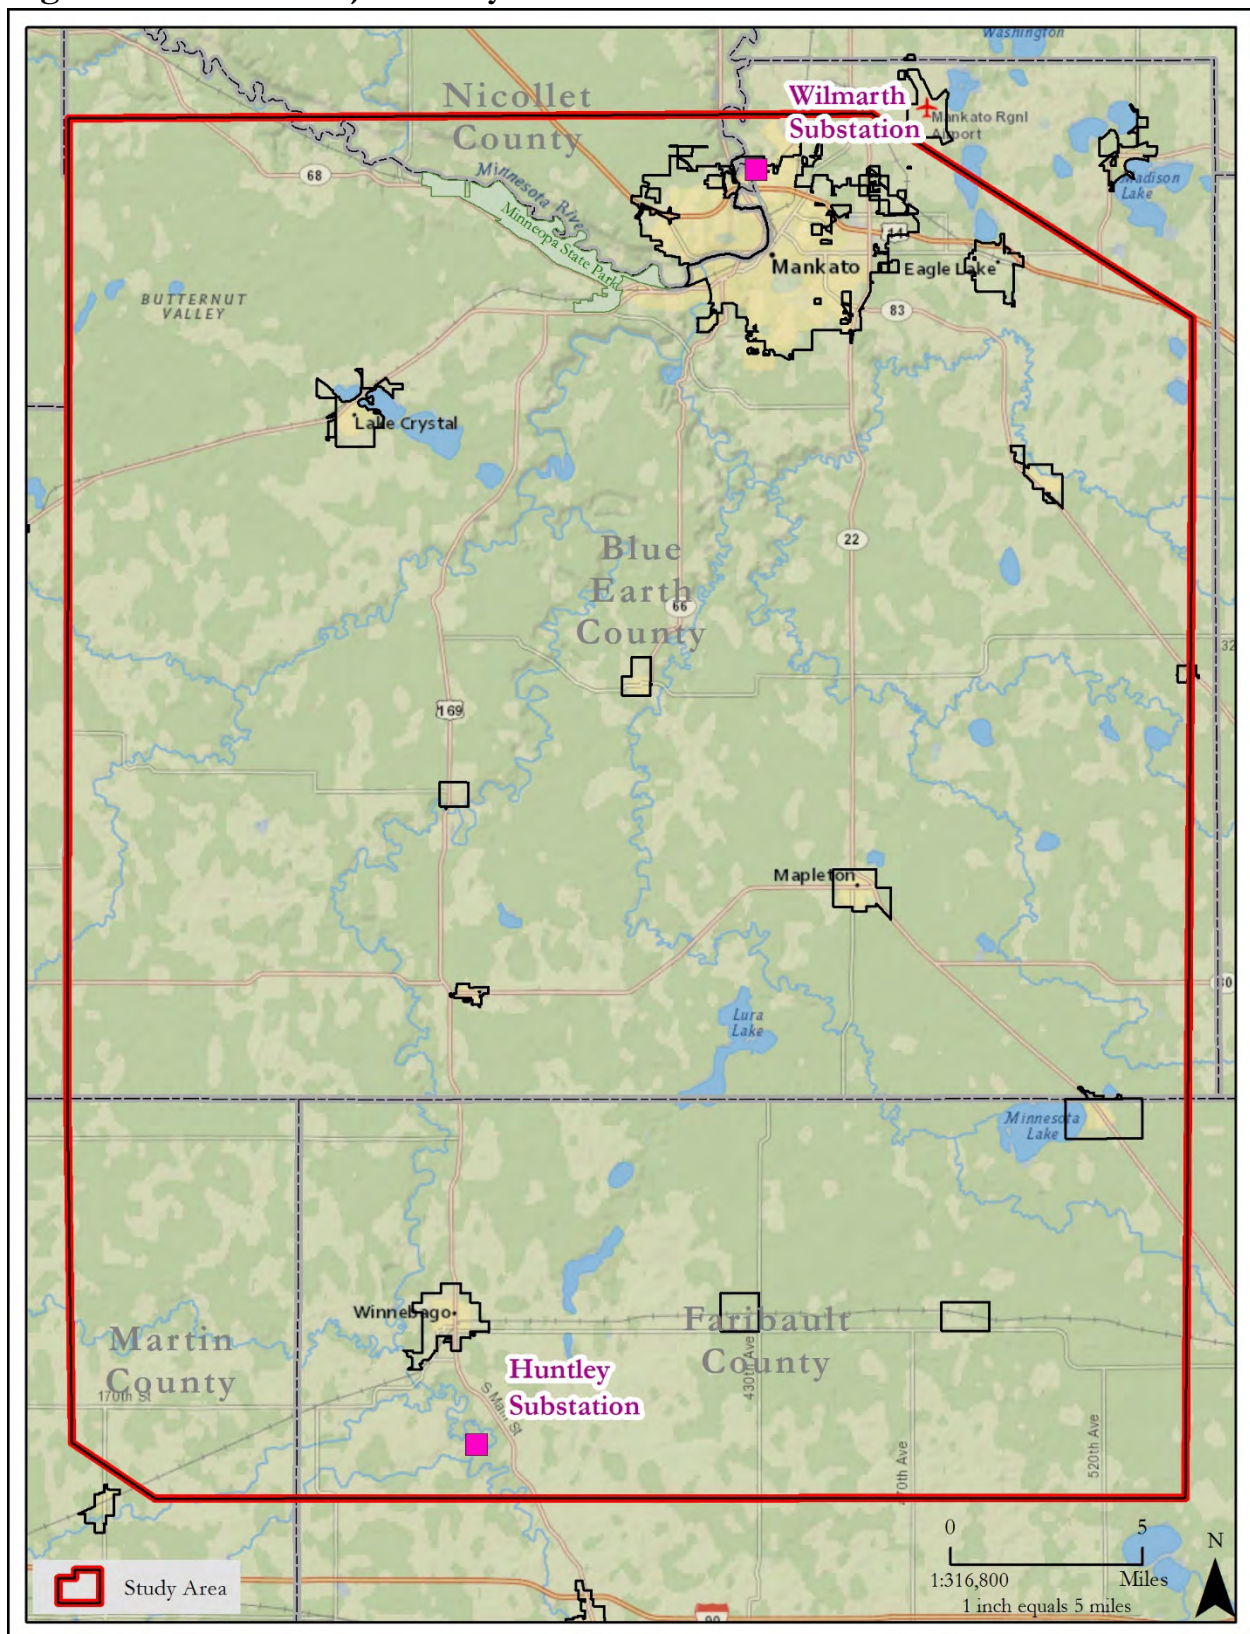 Washington
Nicollet
County
Wilmarth
Substation
Mankato Rgnl
Airport
68
Minnesota River
Minneopa State Park
Madison
Lake
14
Mankato
Eagle Lake
BUTTERNUT
VALLEY
83
Lake Crystal
22
Blue
Earth
County
66
169
Mapleton
Lura
Lake
Minnesota
Lake
Winnebago
Faribault
County
Martin
County
Huntley
Substation
430th Ave
170th St
S Main St
520th Ave
0 5
N
1:316,800 Miles
1 inch equals 5 miles
Study Area
90